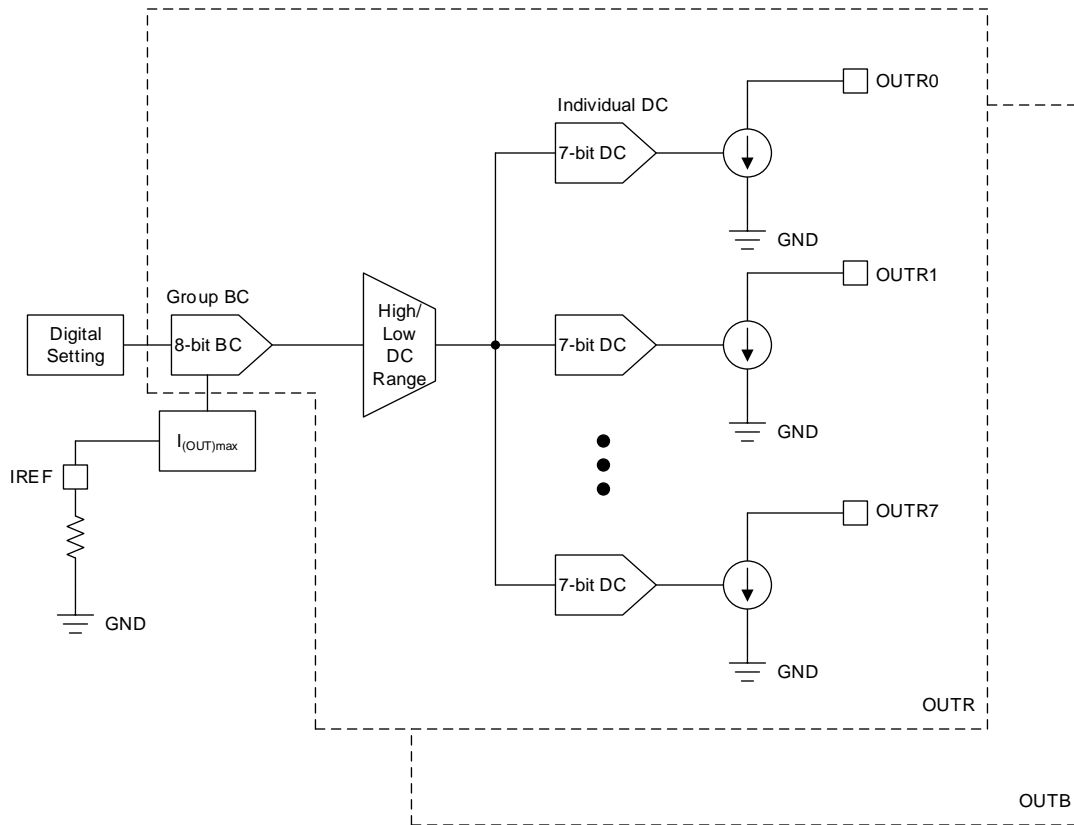 OUTR0
Individual DC
7-bit DC
GND
OUTR1
Group BC
High/
Low
DC
Range
Digital
Setting
8-bit BC
7-bit DC
I(OUT)max
GND
IREF
OUTR7
7-bit DC
GND
GND
OUTR
OUTB